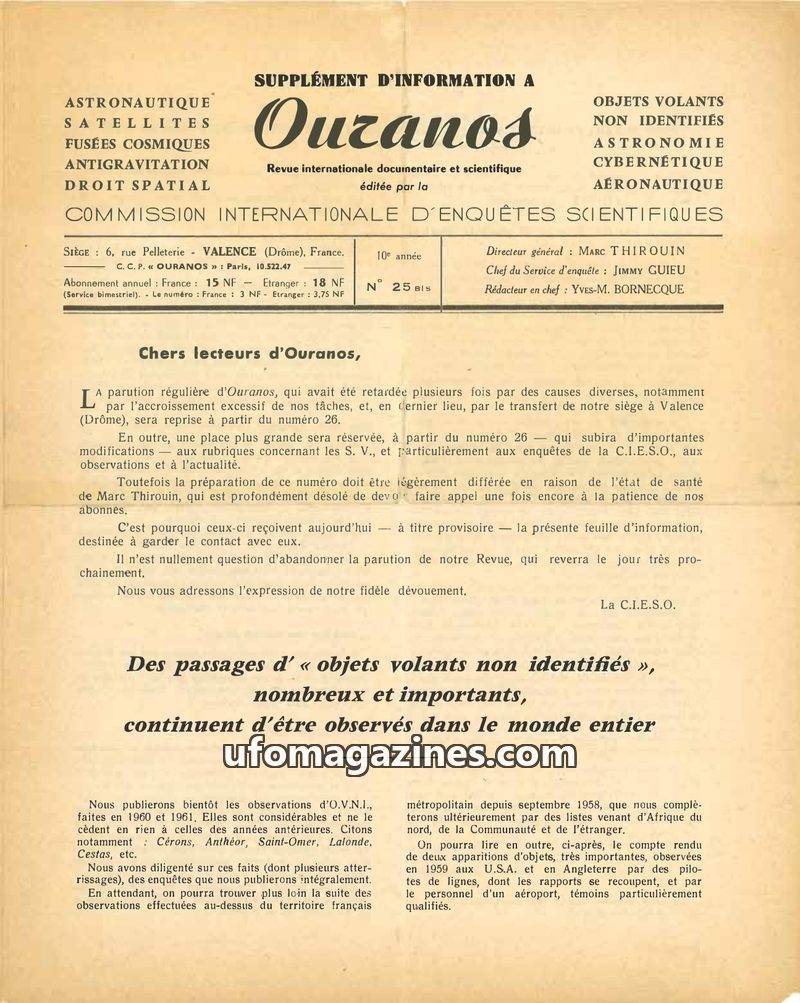 SUPPLÉMENT D'INFORMATION A
ASTRONAUTIQUE
SATELLITES
FUSÉES COSMIQUES
ANTIGRAVITATION
DROIT SPATIAL
Ouranos
Revue internationale documentaire et scientifique
éditée par la
OBJETS VOLANTS
NON IDENTIFIÉS
ASTRONOMIE
CYBERNÉTIQUE
AÉRONAUTIQUE
COMMISSION INTERNATIONALE D'ENQUÊTES SCIENTIFIQUES
SIÈGE : 6, rue Pelleterie - VALENCE (Drôme), France.
C. C. P. « OURANOS » : Paris, 10.522.47
Abonnement annuel : France : 15 NF — Etranger : 18 NF
(Service bimestriel). - Le numéro : France : 3 NF - Etranger : 3,75 NF
10e année
N° 25 BIS
Directeur général : MARC THIROUIN
Chef du Service d'enquête : JIMMY GUIEU
Rédacteur en chef : YVES-M. BORNECQUE
Chers lecteurs d'Ouranos,
LA parution régulière d'Ouranos, qui avait été retardée plusieurs fois par des causes diverses, notamment
par l'accroissement excessif de nos tâches, et, en dernier lieu, par le transfert de notre siège à Valence
(Drôme), sera reprise à partir du numéro 26.
En outre, une place plus grande sera réservée, à partir du numéro 26 — qui subira d'importantes
modifications — aux rubriques concernant les S. V., et particulièrement aux enquêtes de la C.I.E.S.O., aux
observations et à l'actualité.
Toutefois la préparation de ce numéro doit être légèrement différée en raison de l'état de santé
de Marc Thirouin, qui est profondément désolé de devoir faire appel une fois encore à la patience de nos
abonnés.
C'est pourquoi ceux-ci reçoivent aujourd'hui — à titre provisoire — la présente feuille d'information,
destinée à garder le contact avec eux.
Il n'est nullement question d'abandonner la parution de notre Revue, qui reverra le jour très pro-
chainement.
Nous vous adressons l'expression de notre fidèle dévouement.
La C.I.E.S.O.
Des passages d' « objets volants non identifiés »,
nombreux et importants,
continuent d'être observés dans le monde entier
ufomagazines.com
Nous publierons bientôt les observations d'O.V.N.I.,
faites en 1960 et 1961. Elles sont considérables et ne le
cèdent en rien à celles des années antérieures. Citons
notamment : Cérons, Anthéor, Saint-Omer, Lalonde,
Cestas, etc.
Nous avons diligenté sur ces faits (dont plusieurs atter-
rissages), des enquêtes que nous publierons intégralement.
En attendant, on pourra trouver plus loin la suite des
observations effectuées au-dessus du territoire français
métropolitain depuis septembre 1958, que nous complè-
terons ultérieurement par des listes venant d'Afrique du
nord, de la Communauté et de l'étranger.
On pourra lire en outre, ci-après, le compte rendu
de deux apparitions d'objets, très importantes, observées
en 1959 aux U.S.A. et en Angleterre par des pilo-
tes de lignes, dont les rapports se recoupent, et par
le personnel d'un aéroport, témoins particulièrement
qualifiés.